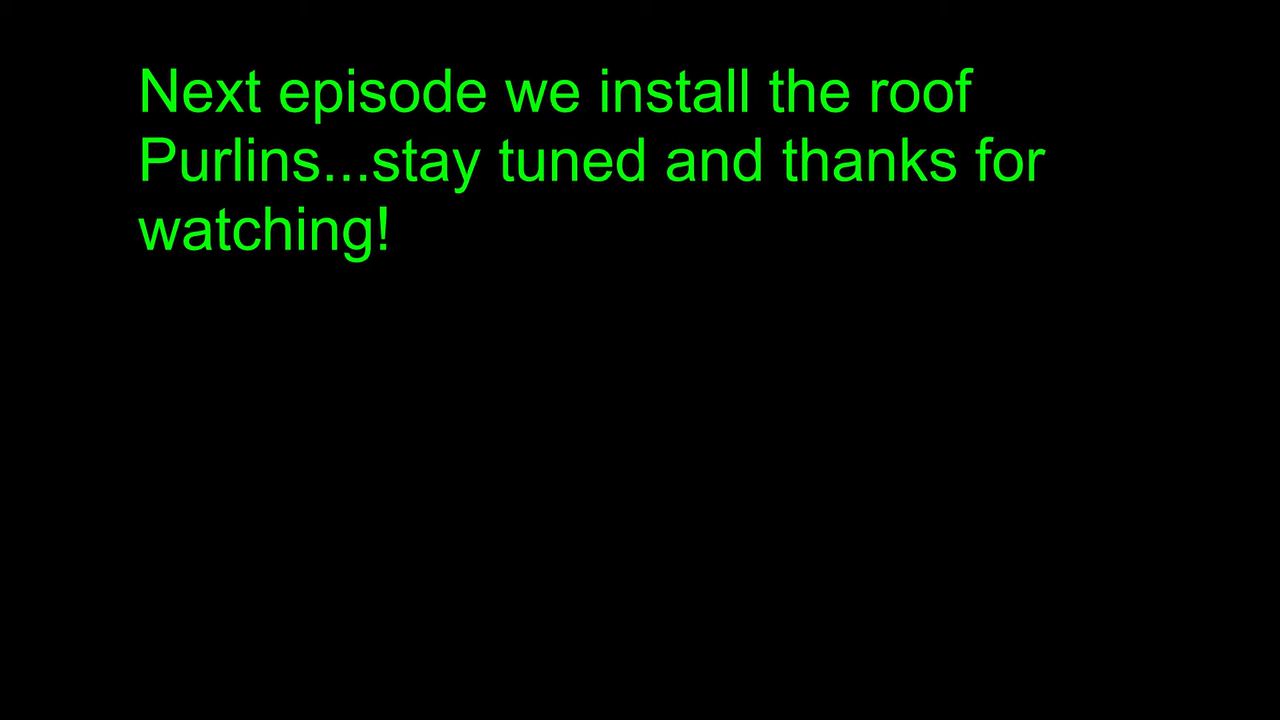 Next episode we install the roof
Purlins...stay tuned and thanks for
watching!